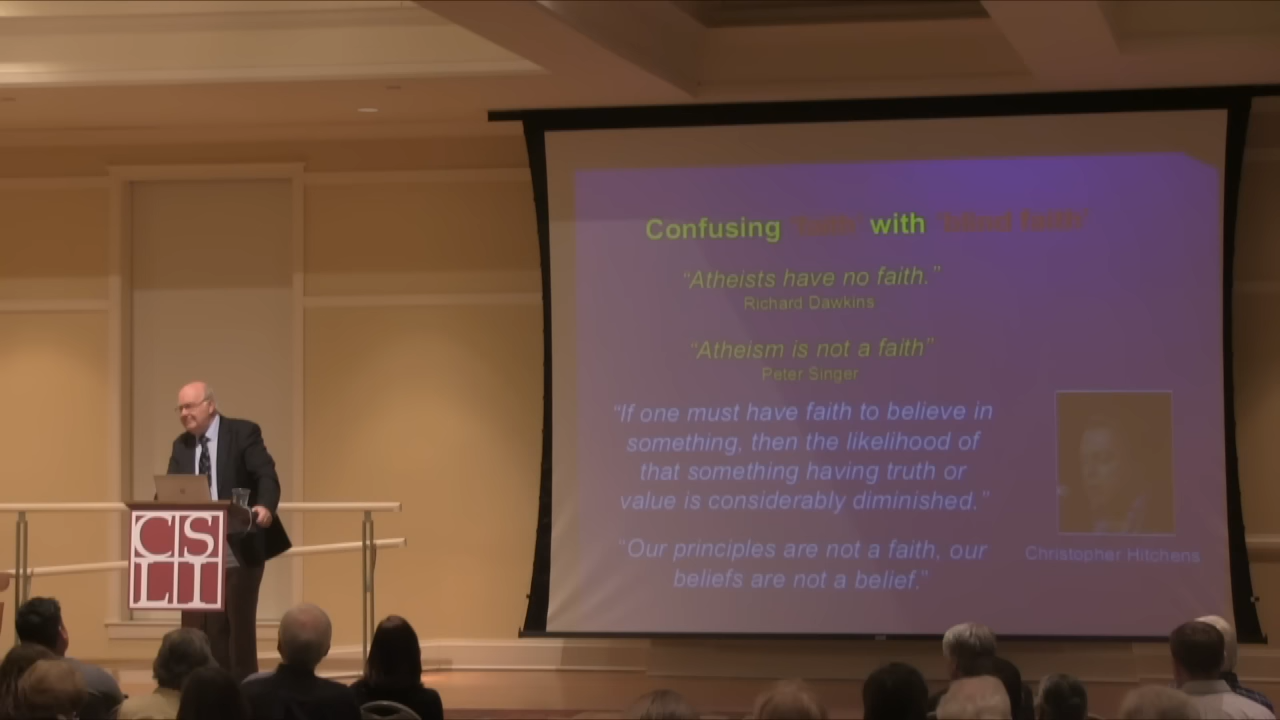 Confusing 'faith' with 'blind faith'
"Atheists have no faith."
Richard Dawkins
"Atheism is not a faith"
Peter Singer
"If one must have faith to believe in
something, then the likelihood of
that something having truth or
value is considerably diminished."
"Our principles are not a faith, our
beliefs are not a belief."
Christopher Hitchens
CS
LI